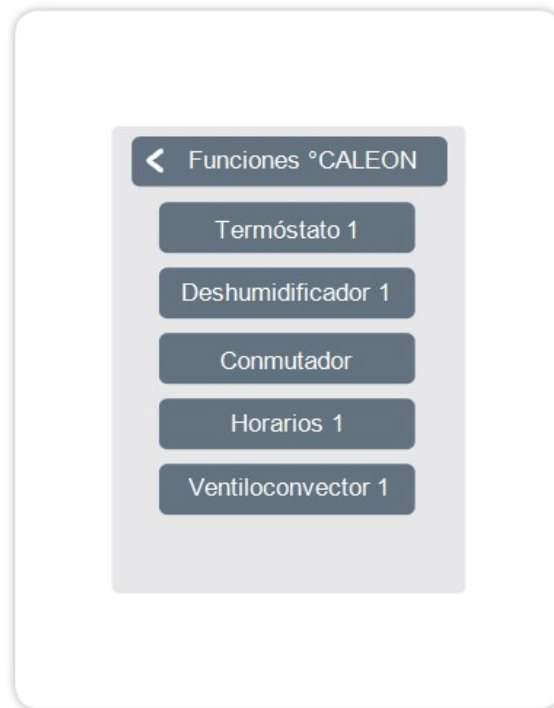 Funciones °CALEON
Termóstato 1
Deshumidificador 1
Conmutador
Horarios 1
Ventiloconvector 1